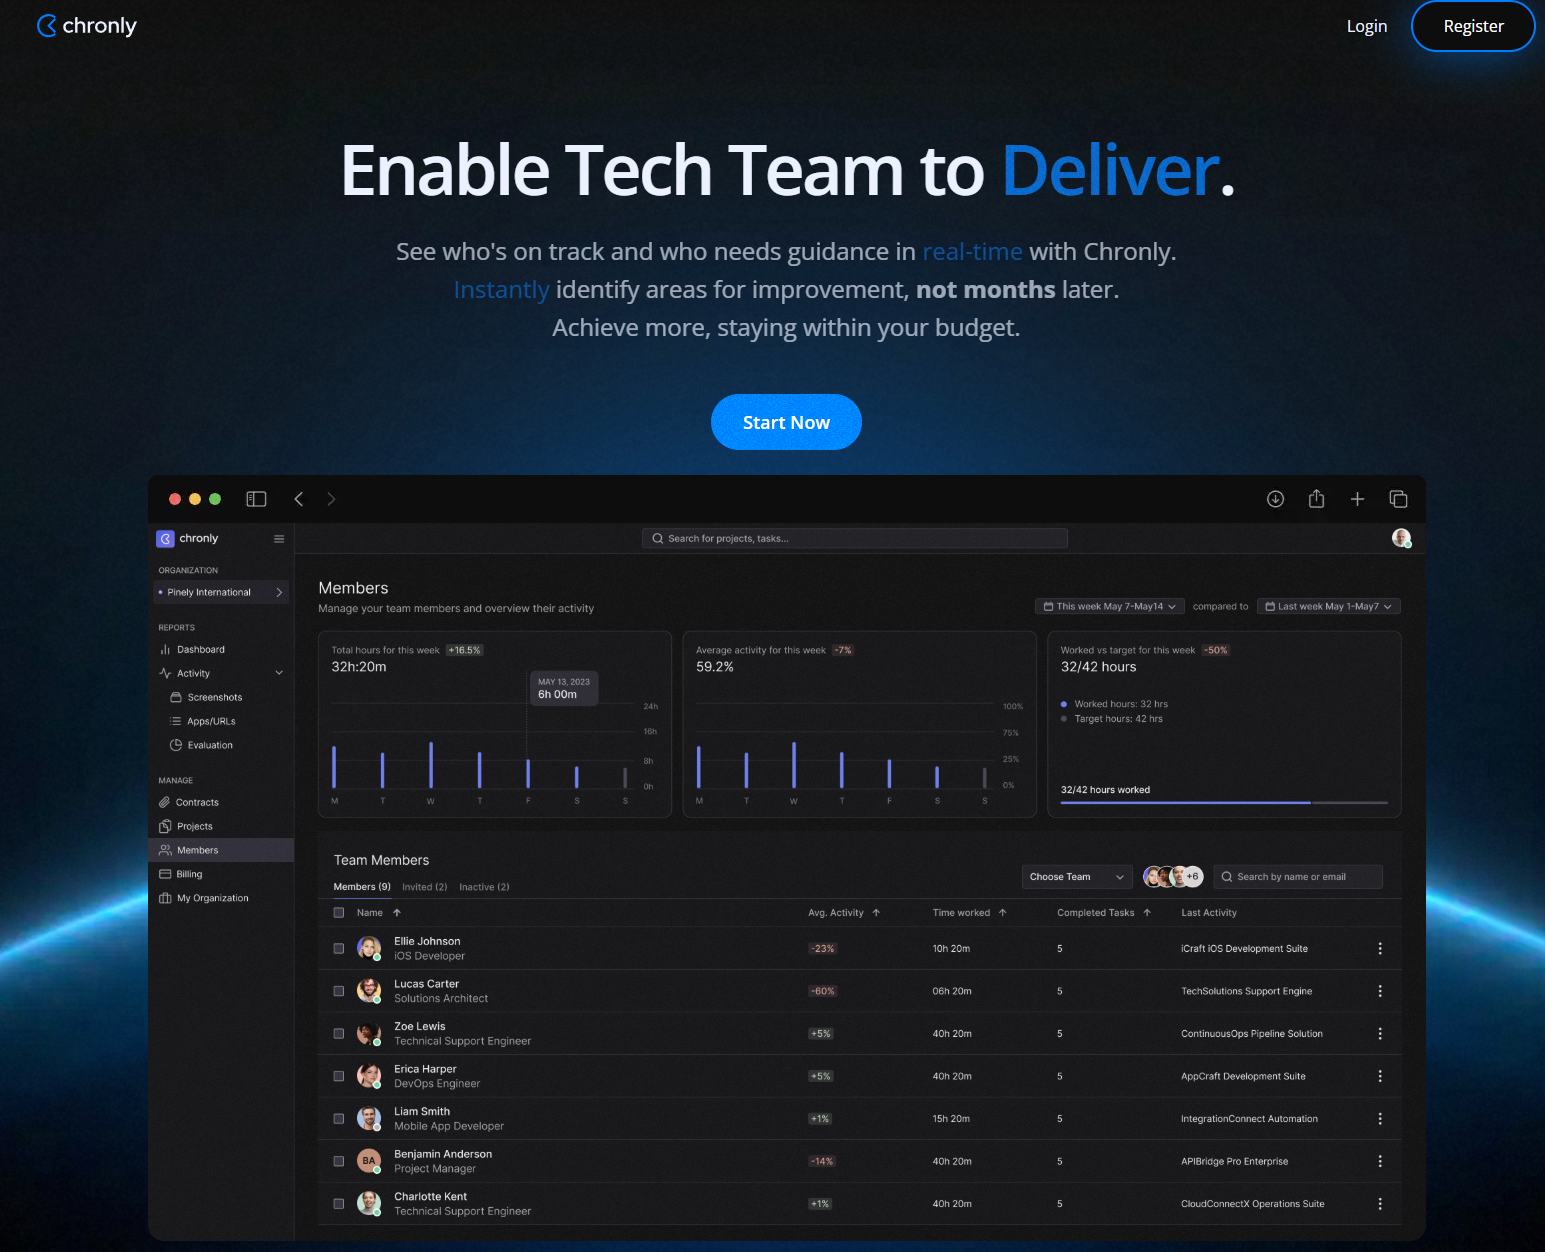 chronly
Login
Register
Enable Tech Team to Deliver.
See who's on track and who needs guidance in real-time with Chronly.
Instantly identify areas for improvement, not months later.
Achieve more, staying within your budget.
Start Now
chronly
Search for projects, tasks...
ORGANIZATION
Pinely International
REPORTS
Dashboard
Activity
Screenshots
Apps/URLs
Evaluation
MANAGE
Contracts
Projects
Members
Billing
My Organization
Members
Manage your team members and overview their activity
This week May 7-May14 compared to Last week May 1-May7
Total hours for this week +16.5%
32h:20m
MAY 13, 2023
6h 00m
24h
16h
8h
0h
M T W T F S S
Average activity for this week -7%
59.2%
100%
75%
25%
0%
M T W T F S S
Worked vs target for this week -50%
32/42 hours
Worked hours: 32 hrs
Target hours: 42 hrs
32/42 hours worked
Team Members
Members (9) Invited (2) Inactive (2)
Choose Team
+6
Search by name or email
Name Avg. Activity Time worked Completed Tasks Last Activity
Ellie Johnson
iOS Developer
-23% 10h 20m 5 iCraft iOS Development Suite
Lucas Carter
Solutions Architect
-60% 06h 20m 5 TechSolutions Support Engine
Zoe Lewis
Technical Support Engineer
+5% 40h 20m 5 ContinuousOps Pipeline Solution
Erica Harper
DevOps Engineer
+5% 40h 20m 5 AppCraft Development Suite
Liam Smith
Mobile App Developer
+1% 15h 20m 5 IntegrationConnect Automation
BA
Benjamin Anderson
Project Manager
-14% 40h 20m 5 APIBridge Pro Enterprise
Charlotte Kent
Technical Support Engineer
+1% 40h 20m 5 CloudConnectX Operations Suite